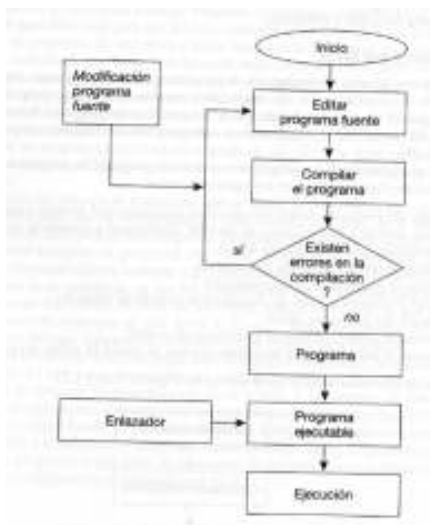 Inicio
Modificación
programa
fuente
Editar
programa fuente
Compilar
el programa
Existen
errores en la
compilación
?
sí
no
Programa
Enlazador
Programa
ejecutable
Ejecución